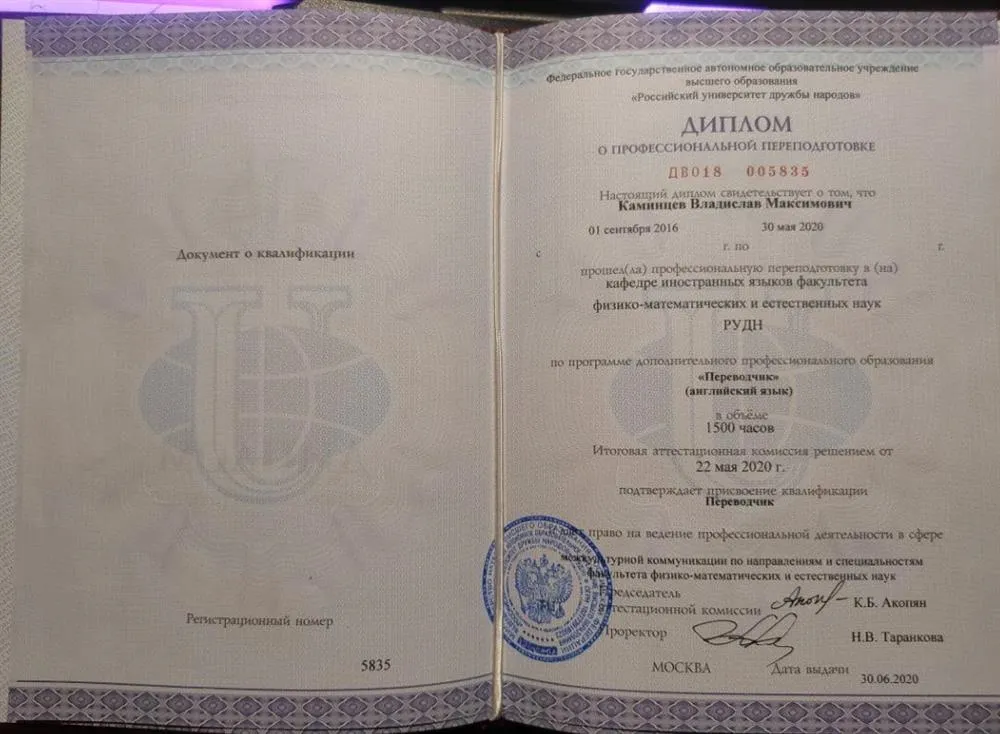 Документ о квалификации
Регистрационный номер
5835
Федеральное государственное автономное образовательное учреждение
высшего образования
«Российский университет дружбы народов»
ДИПЛОМ
О ПРОФЕССИОНАЛЬНОЙ ПЕРЕПОДГОТОВКЕ
ДВ018 005835
Настоящий диплом свидетельствует о том, что
Каминцев Владислав Максимович
01 сентября 2016 30 мая 2020
с г. по г.
прошел(ла) профессиональную переподготовку в (на)
кафедре иностранных языков факультета
физико-математических и естественных наук
РУДН
по программе дополнительного профессионального образования
«Переводчик»
(английский язык)
в объёме
1500 часов
Итоговая аттестационная комиссия решением от
22 мая 2020 г.
подтверждает присвоение квалификации
Переводчик
право на ведение профессиональной деятельности в сфере
межкультурной коммуникации по направлениям и специальностям
факультета физико-математических и естественных наук
Председатель
аттестационной комиссии К.Б. Акопян
Проректор Н.В. Таранкова
МОСКВА Дата выдачи 30.06.2020